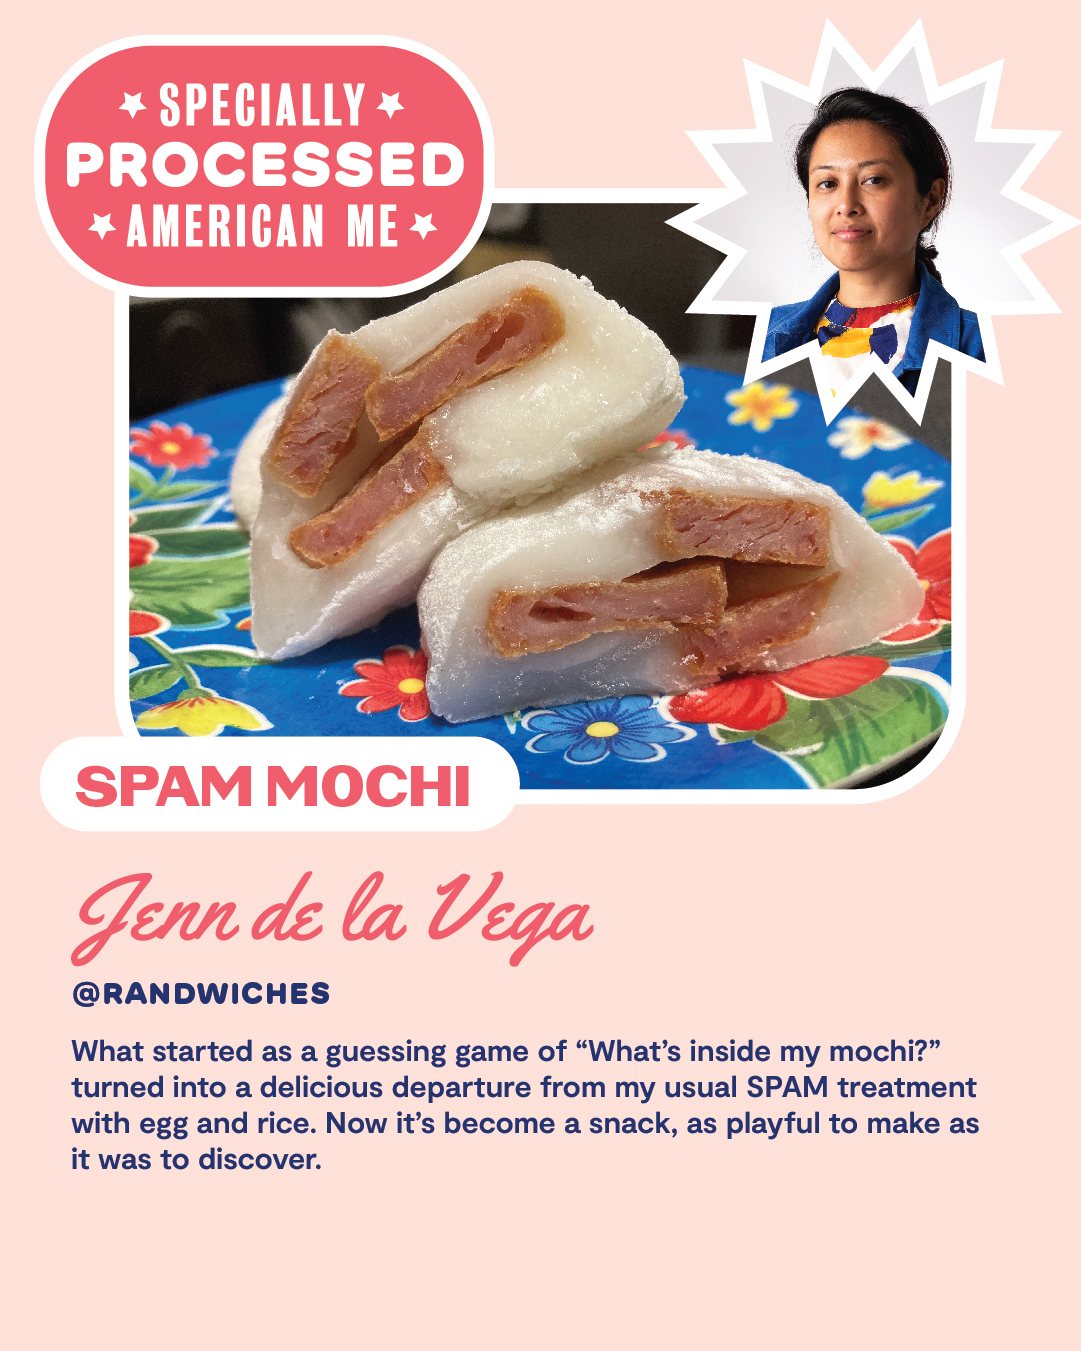 SPECIALLY
PROCESSED
AMERICAN ME
SPAM MOCHI
Jenn de la Vega
@RANDWICHES
What started as a guessing game of “What’s inside my mochi?”
turned into a delicious departure from my usual SPAM treatment
with egg and rice. Now it’s become a snack, as playful to make as
it was to discover.